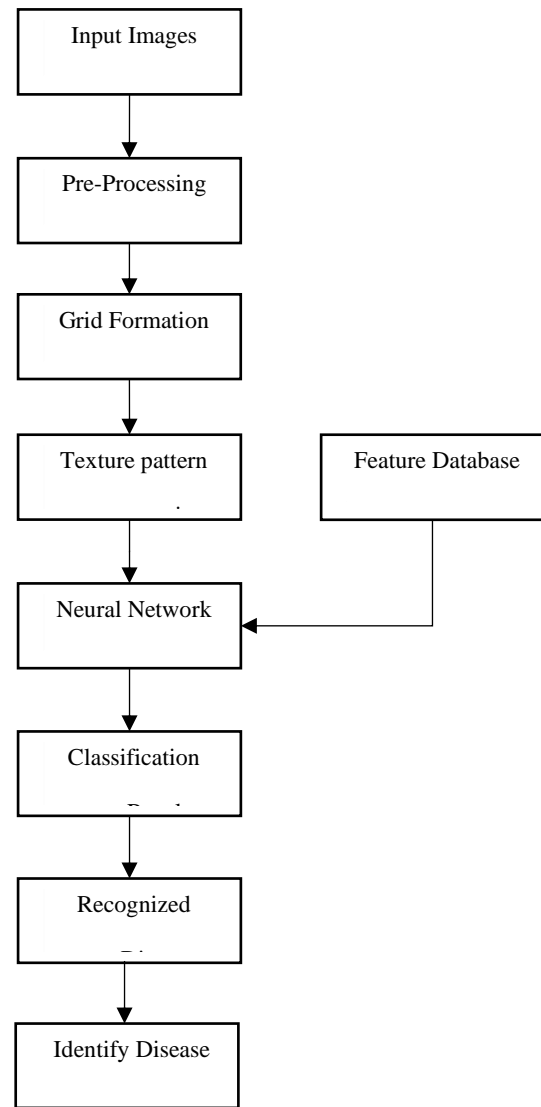 Input Images
Pre-Processing
Grid Formation
Texture pattern
Feature Database
Neural Network
Classification
Recognized
Identify Disease